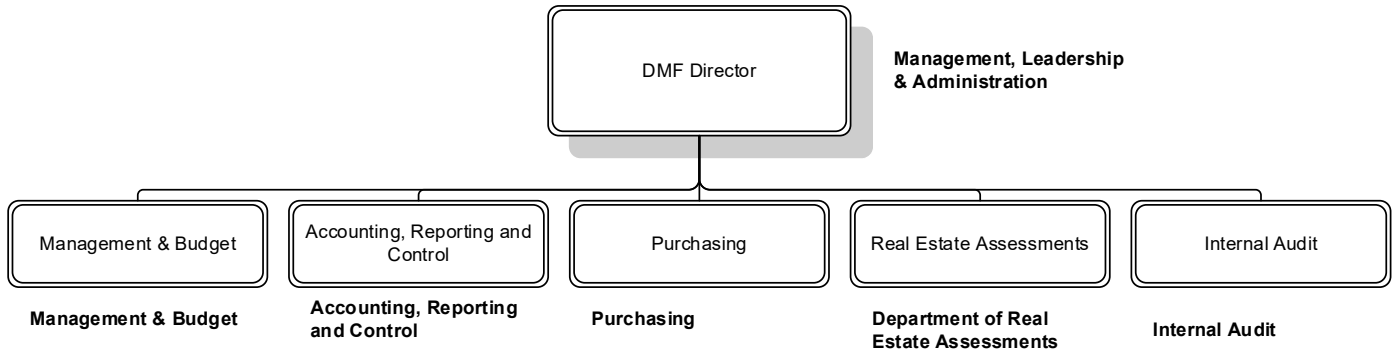 DMF Director
Management, Leadership
& Administration
Management & Budget
Accounting, Reporting and
Control
Purchasing
Real Estate Assessments
Internal Audit
Management & Budget
Accounting, Reporting
and Control
Purchasing
Department of Real
Estate Assessments
Internal Audit